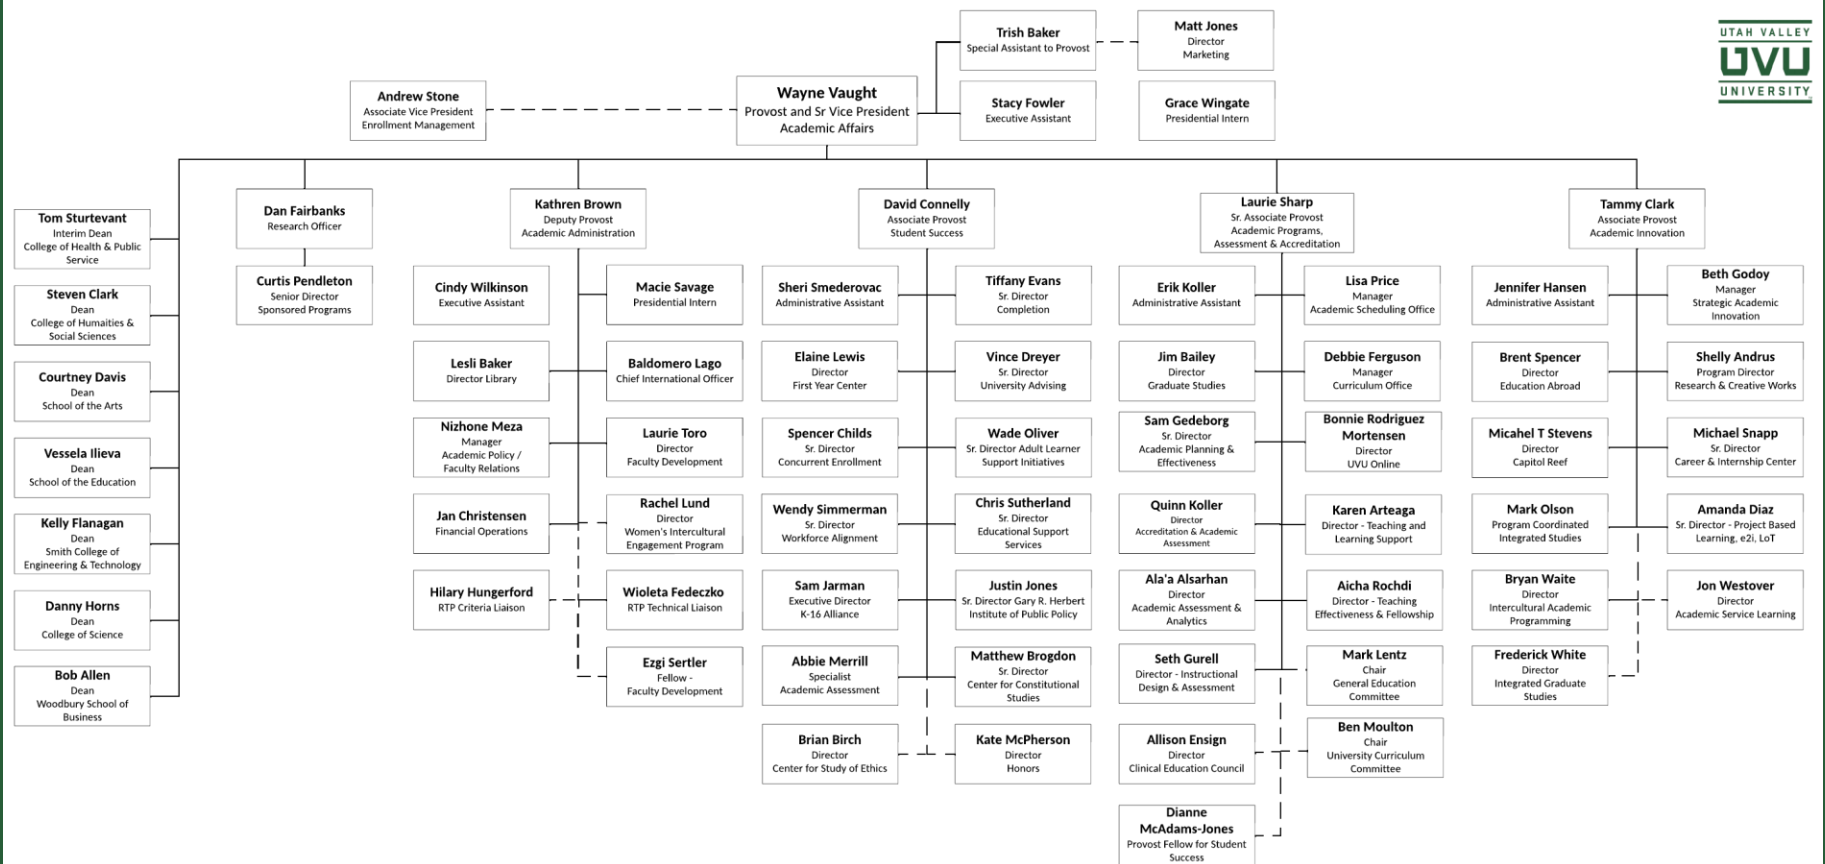 Trish Baker
Special Assistant to Provost
Matt Jones
Director
Marketing
UTAH VALLEY
UVU
UNIVERSITY
Andrew Stone
Associate Vice President
Enrollment Management
Wayne Vaught
Provost and Sr Vice President
Academic Affairs
Stacy Fowler
Executive Assistant
Grace Wingate
Presidential Intern
Tom Sturtevant
Interim Dean
College of Health & Public
Service
Steven Clark
Dean
College of Humaities &
Social Sciences
Courtney Davis
Dean
School of the Arts
Vessela Ilieva
Dean
School of the Education
Kelly Flanagan
Dean
Smith College of
Engineering & Technology
Danny Horns
Dean
College of Science
Bob Allen
Dean
Woodbury School of
Business
Dan Fairbanks
Research Officer
Curtis Pendleton
Senior Director
Sponsored Programs
Kathren Brown
Deputy Provost
Academic Administration
Cindy Wilkinson
Executive Assistant
Macie Savage
Presidential Intern
Lesli Baker
Director Library
Baldomero Lago
Chief International Officer
Nizhone Meza
Manager
Academic Policy /
Faculty Relations
Laurie Toro
Director
Faculty Development
Jan Christensen
Financial Operations
Rachel Lund
Director
Women's Intercultural
Engagement Program
Hilary Hungerford
RTP Criteria Liaison
Wioleta Fedeczko
RTP Technical Liaison
Ezgi Sertler
Fellow -
Faculty Development
David Connelly
Associate Provost
Student Success
Sheri Smederovac
Administrative Assistant
Tiffany Evans
Sr. Director
Completion
Elaine Lewis
Director
First Year Center
Vince Dreyer
Sr. Director
University Advising
Spencer Childs
Sr. Director
Concurrent Enrollment
Wade Oliver
Sr. Director Adult Learner
Support Initiatives
Wendy Simmerman
Sr. Director
Workforce Alignment
Chris Sutherland
Sr. Director
Educational Support
Services
Sam Jarman
Executive Director
K-16 Alliance
Justin Jones
Sr. Director Gary R. Herbert
Institute of Public Policy
Abbie Merrill
Specialist
Academic Assessment
Matthew Brogdon
Sr. Director
Center for Constitutional
Studies
Brian Birch
Director
Center for Study of Ethics
Kate McPherson
Director
Honors
Laurie Sharp
Sr. Associate Provost
Academic Programs,
Assessment & Accreditation
Erik Koller
Administrative Assistant
Lisa Price
Manager
Academic Scheduling Office
Jim Bailey
Director
Graduate Studies
Debbie Ferguson
Manager
Curriculum Office
Sam Gedeborg
Sr. Director
Academic Planning &
Effectiveness
Bonnie Rodriguez
Mortensen
Director
UVU Online
Quinn Koller
Director
Accreditation & Academic
Assessment
Karen Arteaga
Director - Teaching and
Learning Support
Ala'a Alsarhan
Director
Academic Assessment &
Analytics
Aicha Rochdi
Director - Teaching
Effectiveness & Fellowship
Seth Gurell
Director - Instructional
Design & Assessment
Mark Lentz
Chair
General Education
Committee
Allison Ensign
Director
Clinical Education Council
Ben Moulton
Chair
University Curriculum
Committee
Dianne
McAdams-Jones
Provost Fellow for Student
Success
Tammy Clark
Associate Provost
Academic Innovation
Jennifer Hansen
Administrative Assistant
Beth Godoy
Manager
Strategic Academic
Innovation
Brent Spencer
Director
Education Abroad
Shelly Andrus
Program Director
Research & Creative Works
Micahel T Stevens
Director
Capitol Reef
Michael Snapp
Sr. Director
Career & Internship Center
Mark Olson
Program Coordinated
Integrated Studies
Amanda Diaz
Sr. Director - Project Based
Learning, e2i, LoT
Bryan Waite
Director
Intercultural Academic
Programming
Jon Westover
Director
Academic Service Learning
Frederick White
Director
Integrated Graduate
Studies